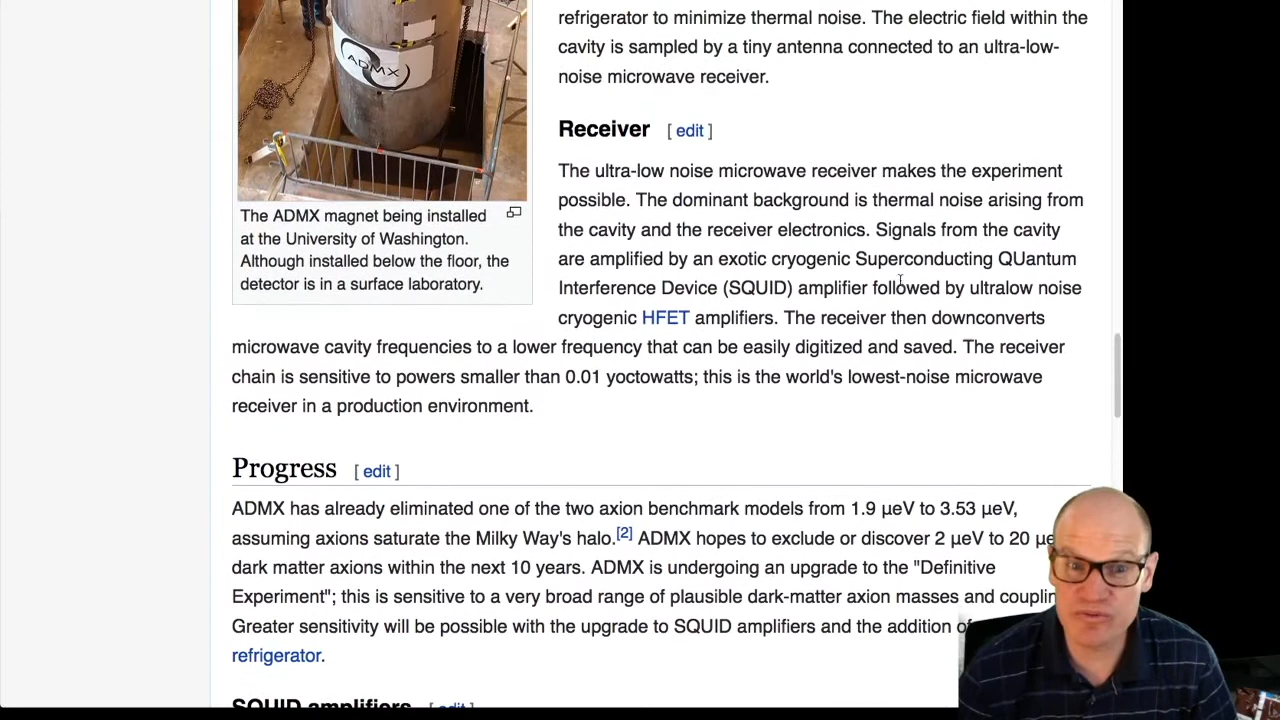 ADMX
The ADMX magnet being installed
at the University of Washington.
Although installed below the floor, the
detector is in a surface laboratory.
refrigerator to minimize thermal noise. The electric field within the
cavity is sampled by a tiny antenna connected to an ultra-low-
noise microwave receiver.
Receiver [ edit ]
The ultra-low noise microwave receiver makes the experiment
possible. The dominant background is thermal noise arising from
the cavity and the receiver electronics. Signals from the cavity
are amplified by an exotic cryogenic Superconducting QUantum
Interference Device (SQUID) amplifier followed by ultralow noise
cryogenic HFET amplifiers. The receiver then downconverts
microwave cavity frequencies to a lower frequency that can be easily digitized and saved. The receiver
chain is sensitive to powers smaller than 0.01 yoctowatts; this is the world's lowest-noise microwave
receiver in a production environment.
Progress [ edit ]
ADMX has already eliminated one of the two axion benchmark models from 1.9 µeV to 3.53 µeV,
assuming axions saturate the Milky Way's halo.[2] ADMX hopes to exclude or discover 2 µeV to 20
dark matter axions within the next 10 years. ADMX is undergoing an upgrade to the "Definitive
Experiment"; this is sensitive to a very broad range of plausible dark-matter axion masses and
Greater sensitivity will be possible with the upgrade to SQUID amplifiers and the addition of
refrigerator.
SQUID amplifiers [ edit ]